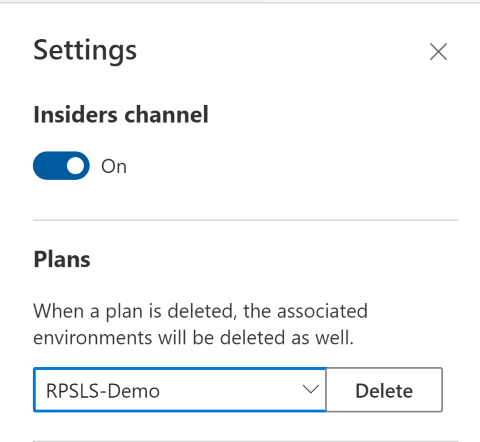 Settings
Insiders channel
On
Plans
When a plan is deleted, the associated
environments will be deleted as well.
RPSLS-Demo
Delete